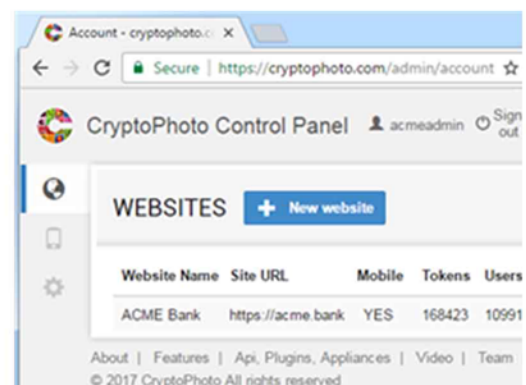 Account - cryptophoto.c
Secure | https://cryptophoto.com/admin/account
CryptoPhoto Control Panel acmeadmin Sign out
WEBSITES + New website
Website Name Site URL Mobile Tokens Users
ACME Bank https://acme.bank YES 168423 10991
About | Features | Api, Plugins, Appliances | Video | Team
© 2017 CryptoPhoto All rights reserved